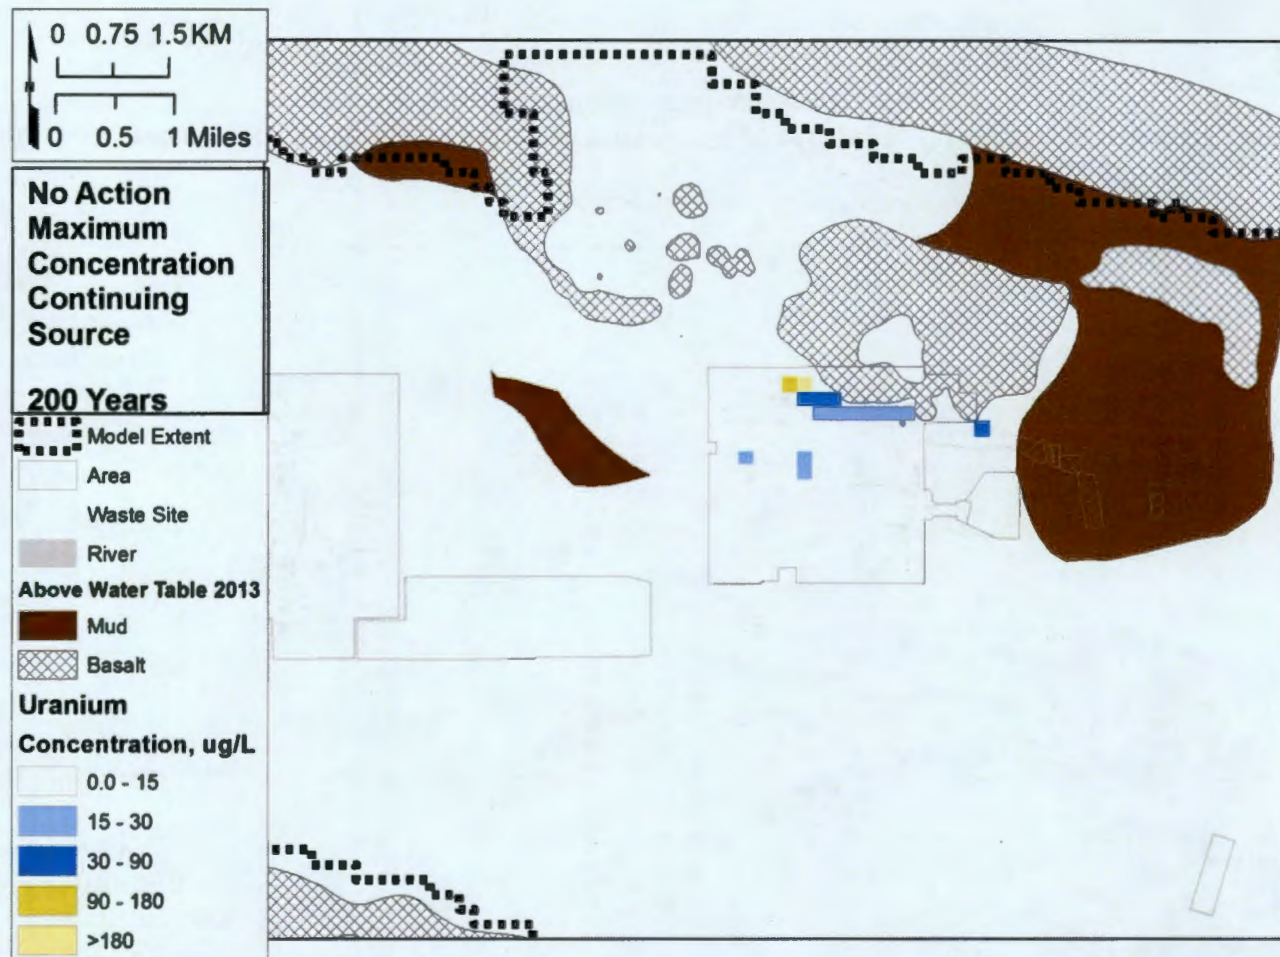 0 0.75 1.5 KM
N
0 0.5 1 Miles
No Action
Maximum
Concentration
Continuing
Source
200 Years
Model Extent
Area
Waste Site
River
Above Water Table 2013
Mud
Basalt
Uranium
Concentration, ug/L
0.0 - 15
15 - 30
30 - 90
90 - 180
>180